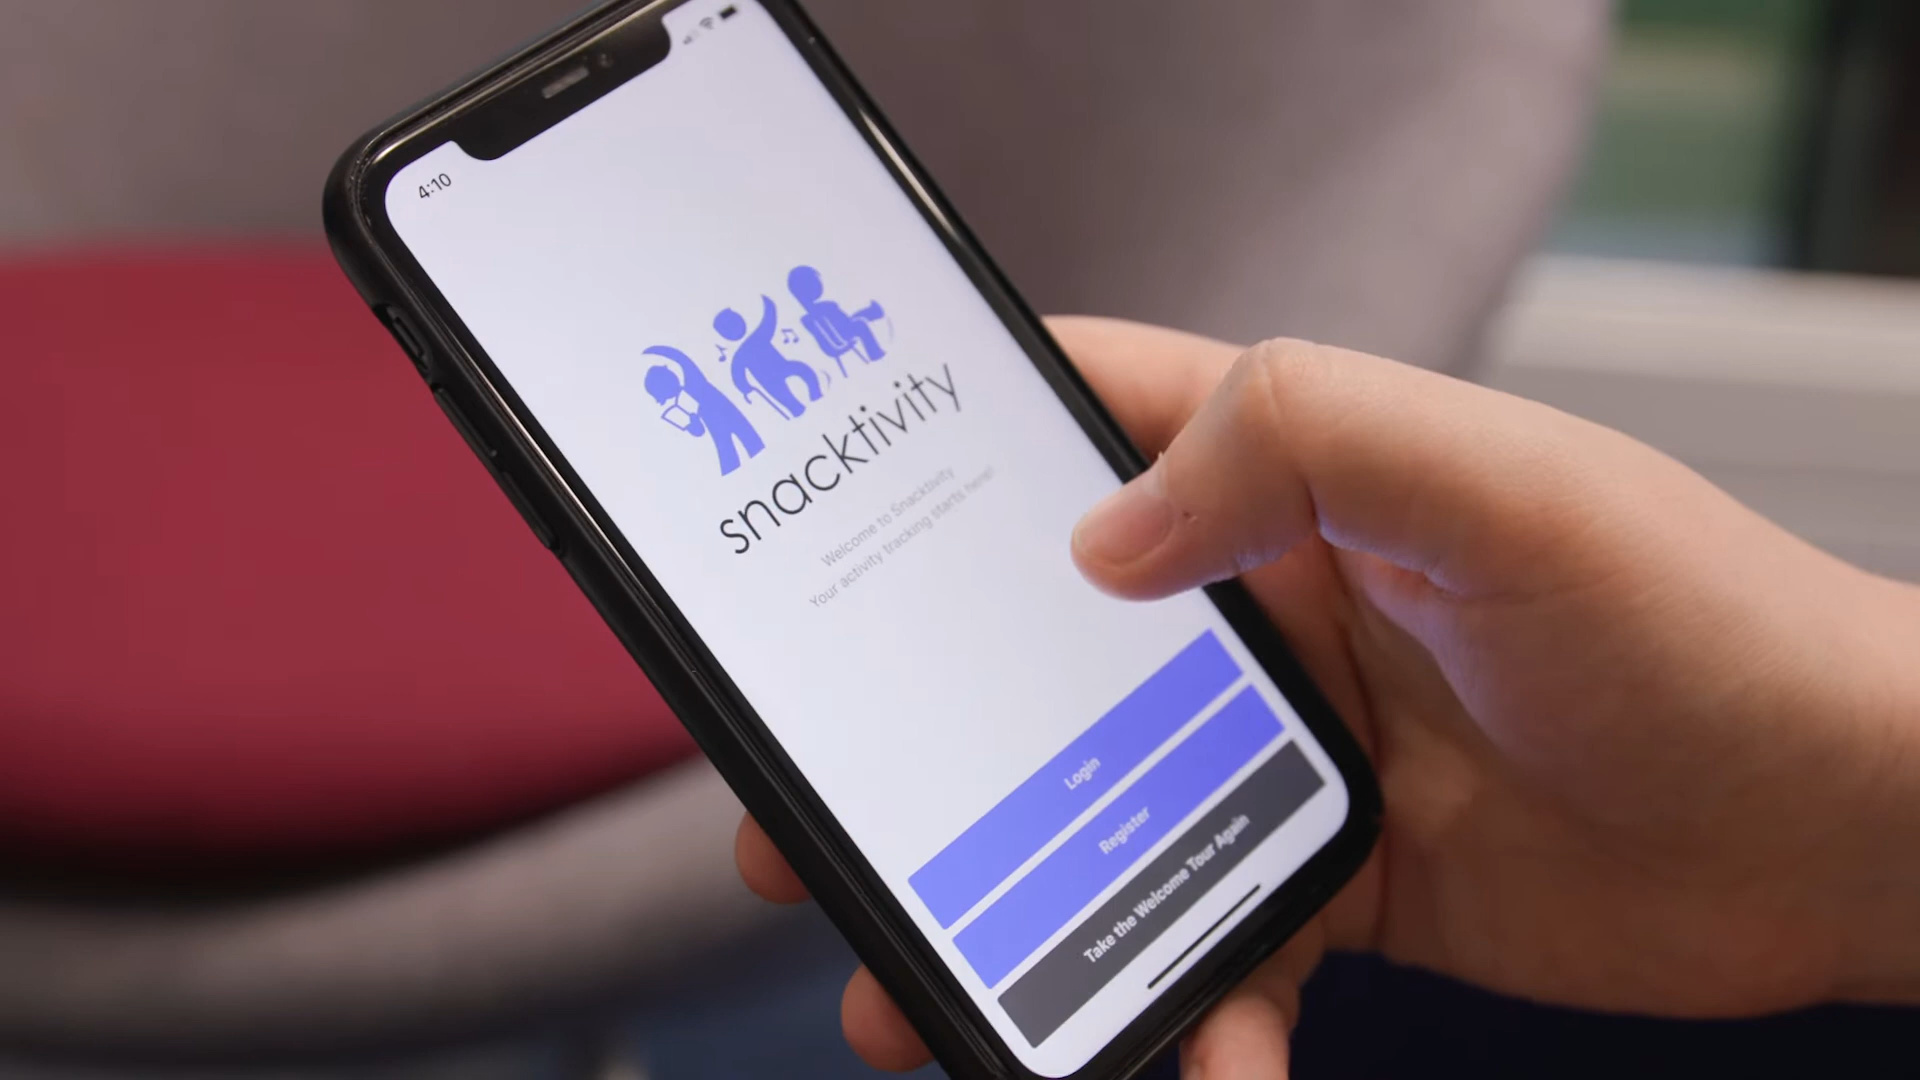 4:10
snacktivity
Welcome to Snacktivity
Your activity tracking starts here!
Login
Register
Take the Welcome Tour Again